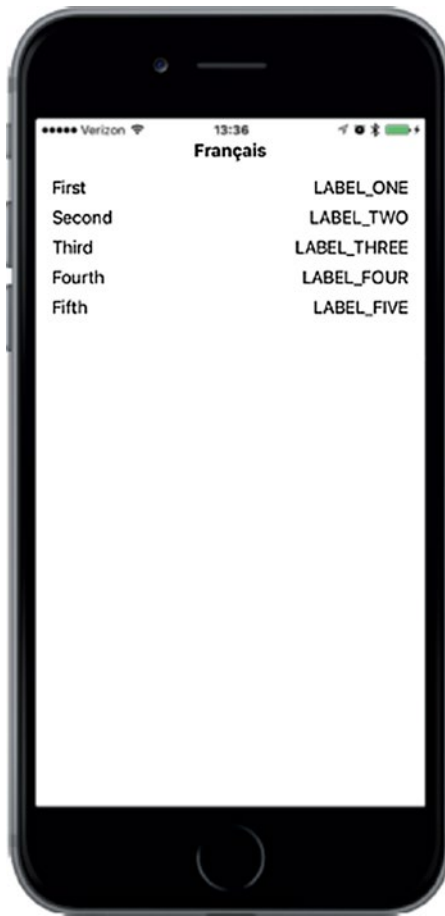 Verizon 13:36
Français
First LABEL_ONE
Second LABEL_TWO
Third LABEL_THREE
Fourth LABEL_FOUR
Fifth LABEL_FIVE